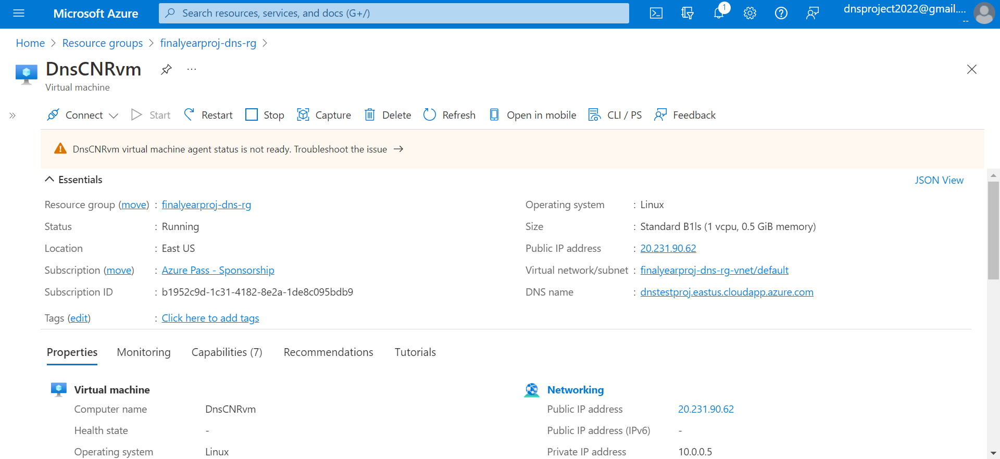 Microsoft Azure
Search resources, services, and docs (G+/)
1
dnsproject2022@gmail....
--
Home > Resource groups > finalyearproj-dns-rg >
DnsCNRvm ...
Virtual machine
Connect Start Restart Stop Capture Delete Refresh Open in mobile CLI / PS Feedback
DnsCNRvm virtual machine agent status is not ready. Troubleshoot the issue →
Essentials
JSON View
Resource group (move) : finalyearproj-dns-rg
Status : Running
Location : East US
Subscription (move) : Azure Pass - Sponsorship
Subscription ID : b1952c9d-1c31-4182-8e2a-1de8c095bdb9
Tags (edit) : Click here to add tags
Operating system : Linux
Size : Standard B1ls (1 vcpu, 0.5 GiB memory)
Public IP address : 20.231.90.62
Virtual network/subnet : finalyearproj-dns-rg-vnet/default
DNS name : dnstestproj.eastus.cloudapp.azure.com
Properties Monitoring Capabilities (7) Recommendations Tutorials
Virtual machine
Computer name DnsCNRvm
Health state -
Operating system Linux
Networking
Public IP address 20.231.90.62
Public IP address (IPv6) -
Private IP address 10.0.0.5